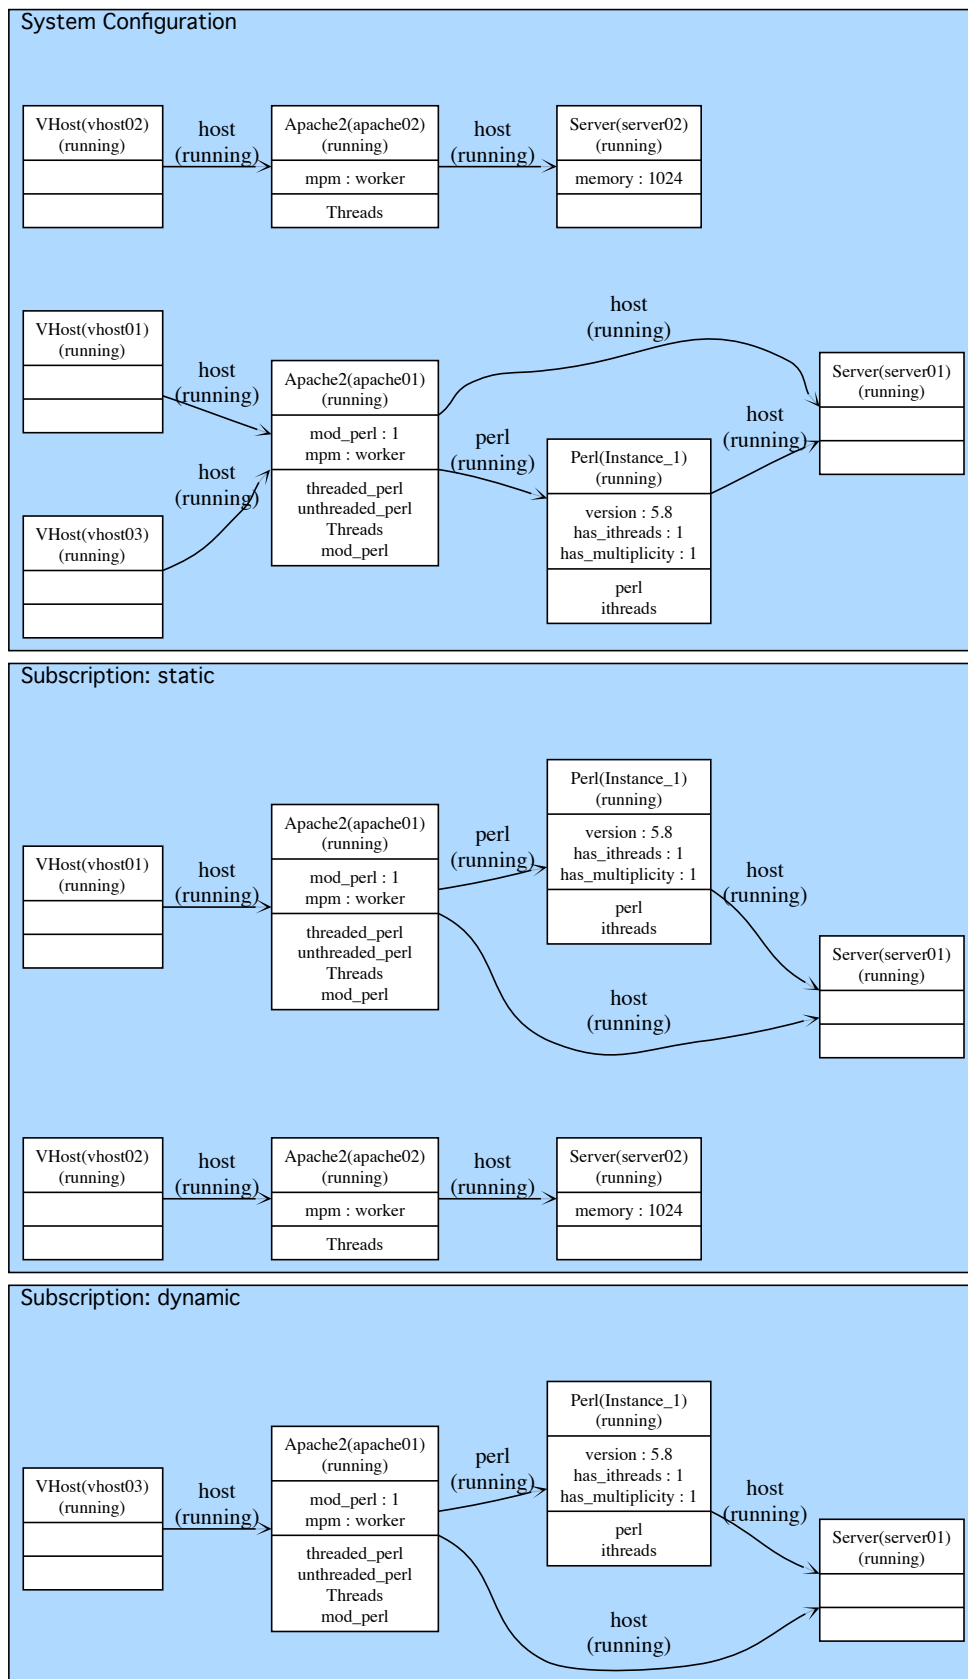 System Configuration
VHost(vhost02)
(running)
host
(running)
Apache2(apache02)
(running)
mpm : worker
Threads
host
(running)
Server(server02)
(running)
memory : 1024
VHost(vhost01)
(running)
host
(running)
VHost(vhost03)
(running)
host
(running)
Apache2(apache01)
(running)
mod_perl : 1
mpm : worker
threaded_perl
unthreaded_perl
Threads
mod_perl
host
(running)
perl
(running)
Perl(Instance_1)
(running)
version : 5.8
has_ithreads : 1
has_multiplicity : 1
perl
ithreads
host
(running)
Server(server01)
(running)
Subscription: static
VHost(vhost01)
(running)
host
(running)
Apache2(apache01)
(running)
mod_perl : 1
mpm : worker
threaded_perl
unthreaded_perl
Threads
mod_perl
perl
(running)
Perl(Instance_1)
(running)
version : 5.8
has_ithreads : 1
has_multiplicity : 1
perl
ithreads
host
(running)
host
(running)
Server(server01)
(running)
VHost(vhost02)
(running)
host
(running)
Apache2(apache02)
(running)
mpm : worker
Threads
host
(running)
Server(server02)
(running)
memory : 1024
Subscription: dynamic
VHost(vhost03)
(running)
host
(running)
Apache2(apache01)
(running)
mod_perl : 1
mpm : worker
threaded_perl
unthreaded_perl
Threads
mod_perl
perl
(running)
Perl(Instance_1)
(running)
version : 5.8
has_ithreads : 1
has_multiplicity : 1
perl
ithreads
host
(running)
host
(running)
Server(server01)
(running)